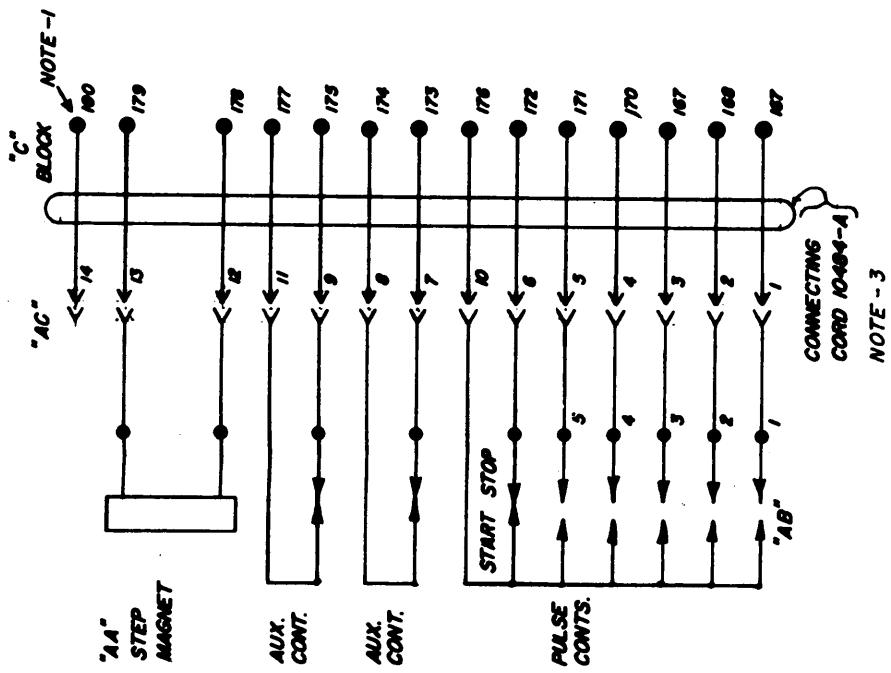 "C"
BLOCK
NOTE-1
180
179
178
177
175
174
173
176
172
171
170
167
168
167
"AC"
14
13
12
11
9
8
7
10
6
5
4
3
2
1
CONNECTING
CORD 10484-A
NOTE-3
5
4
3
2
1
START STOP
"AB"
"AA"
STEP
MAGNET
AUX.
CONT.
AUX.
CONT.
PULSE
CONTS.